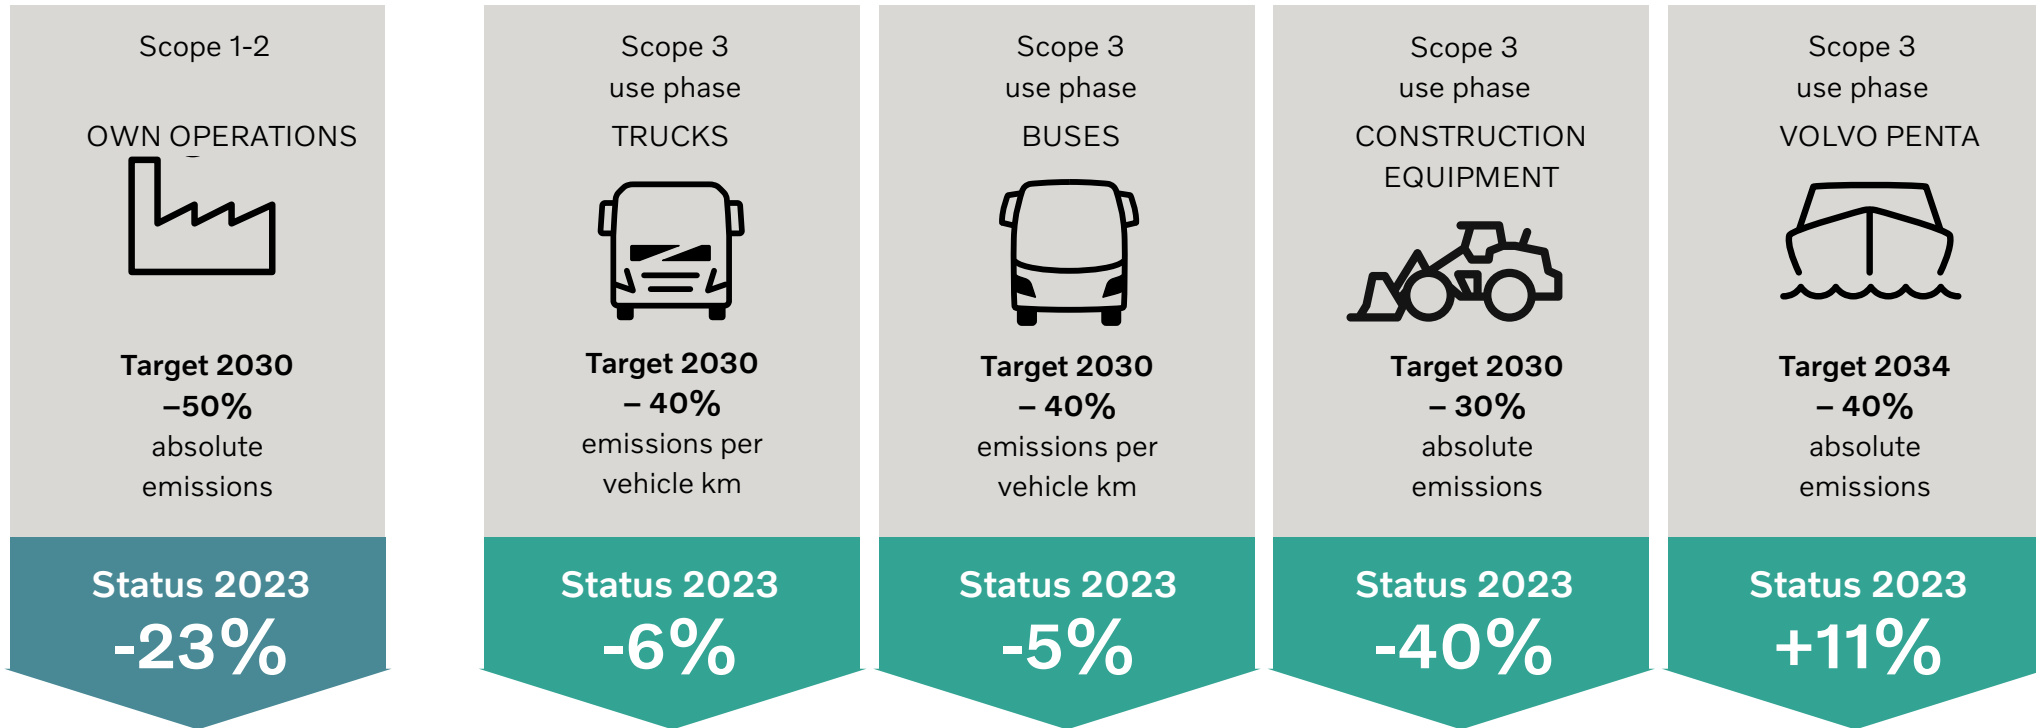 Scope 1-2
OWN OPERATIONS
Target 2030
–50%
absolute
emissions
Status 2023
-23%
Scope 3
use phase
TRUCKS
Target 2030
– 40%
emissions per
vehicle km
Status 2023
-6%
Scope 3
use phase
BUSES
Target 2030
– 40%
emissions per
vehicle km
Status 2023
-5%
Scope 3
use phase
CONSTRUCTION
EQUIPMENT
Target 2030
– 30%
absolute
emissions
Status 2023
-40%
Scope 3
use phase
VOLVO PENTA
Target 2034
– 40%
absolute
emissions
Status 2023
+11%